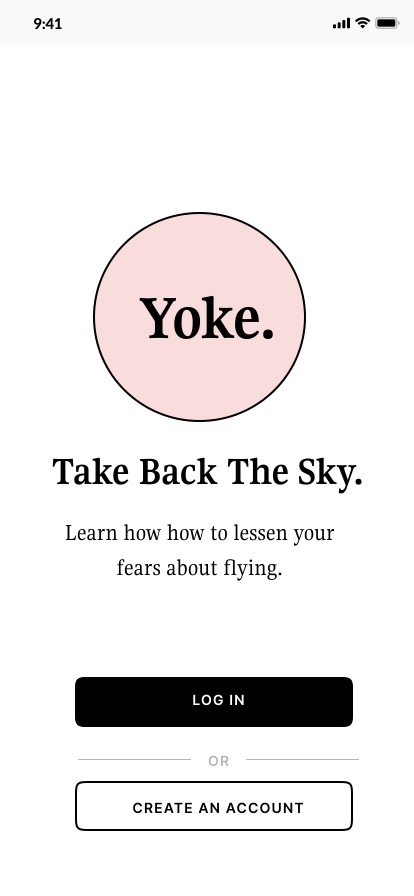 9:41
Yoke.
Take Back The Sky.
Learn how how to lessen your
fears about flying.
LOG IN
OR
CREATE AN ACCOUNT